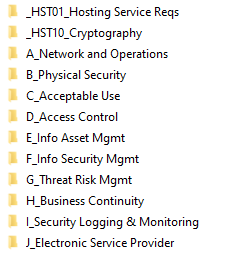 _HST01_Hosting Service Reqs
_HST10_Cryptography
A_Network and Operations
B_Physical Security
C_Acceptable Use
D_Access Control
E_Info Asset Mgmt
F_Info Security Mgmt
G_Threat Risk Mgmt
H_Business Continuity
I_Security Logging & Monitoring
J_Electronic Service Provider